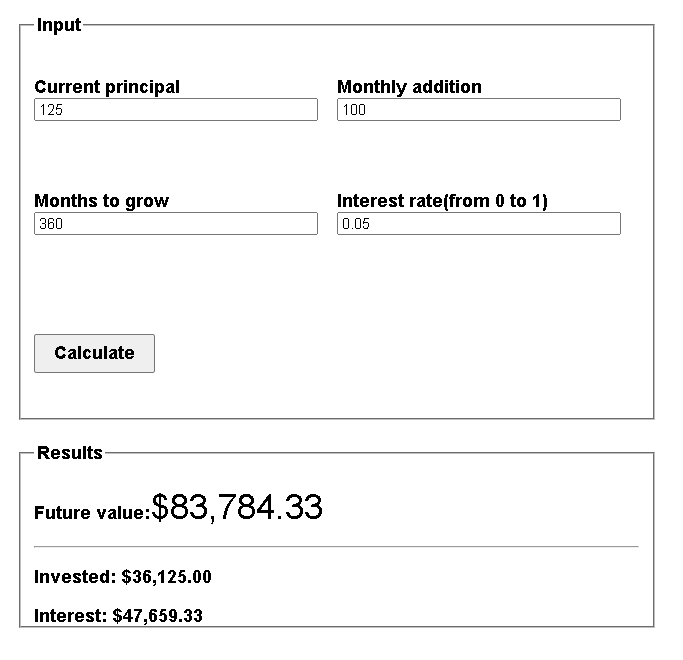 Input
Current principal Monthly addition
125 100
Months to grow Interest rate(from 0 to 1)
360 0.05
Calculate
Results
Future value:$83,784.33
Invested: $36,125.00
Interest: $47,659.33